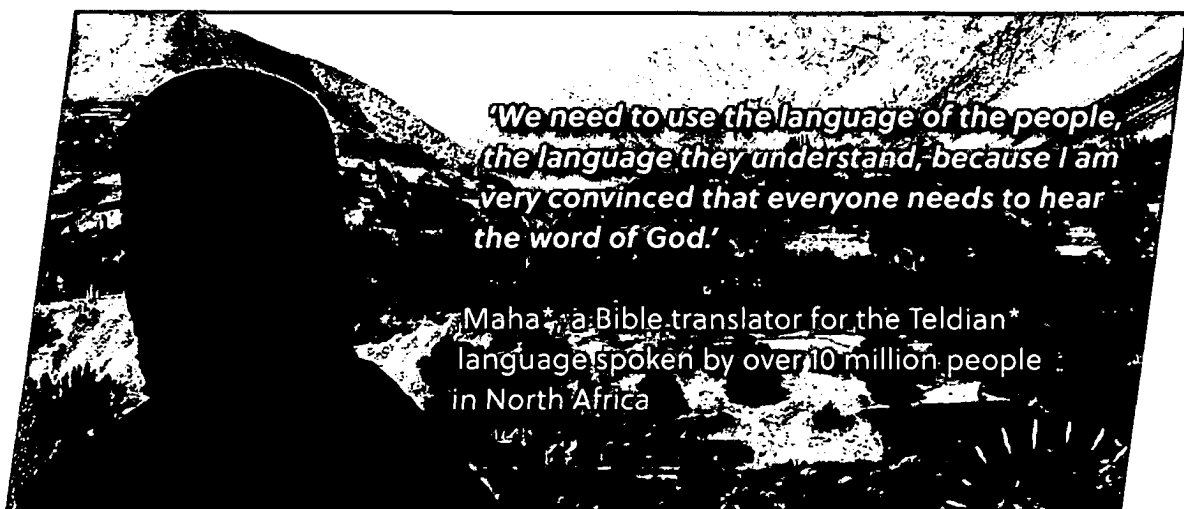 'We need to use the language of the people,
the language they understand, because I am
very convinced that everyone needs to hear
the word of God.'
Maha*, a Bible translator for the Teldian*
language spoken by over 10 million people
in North Africa